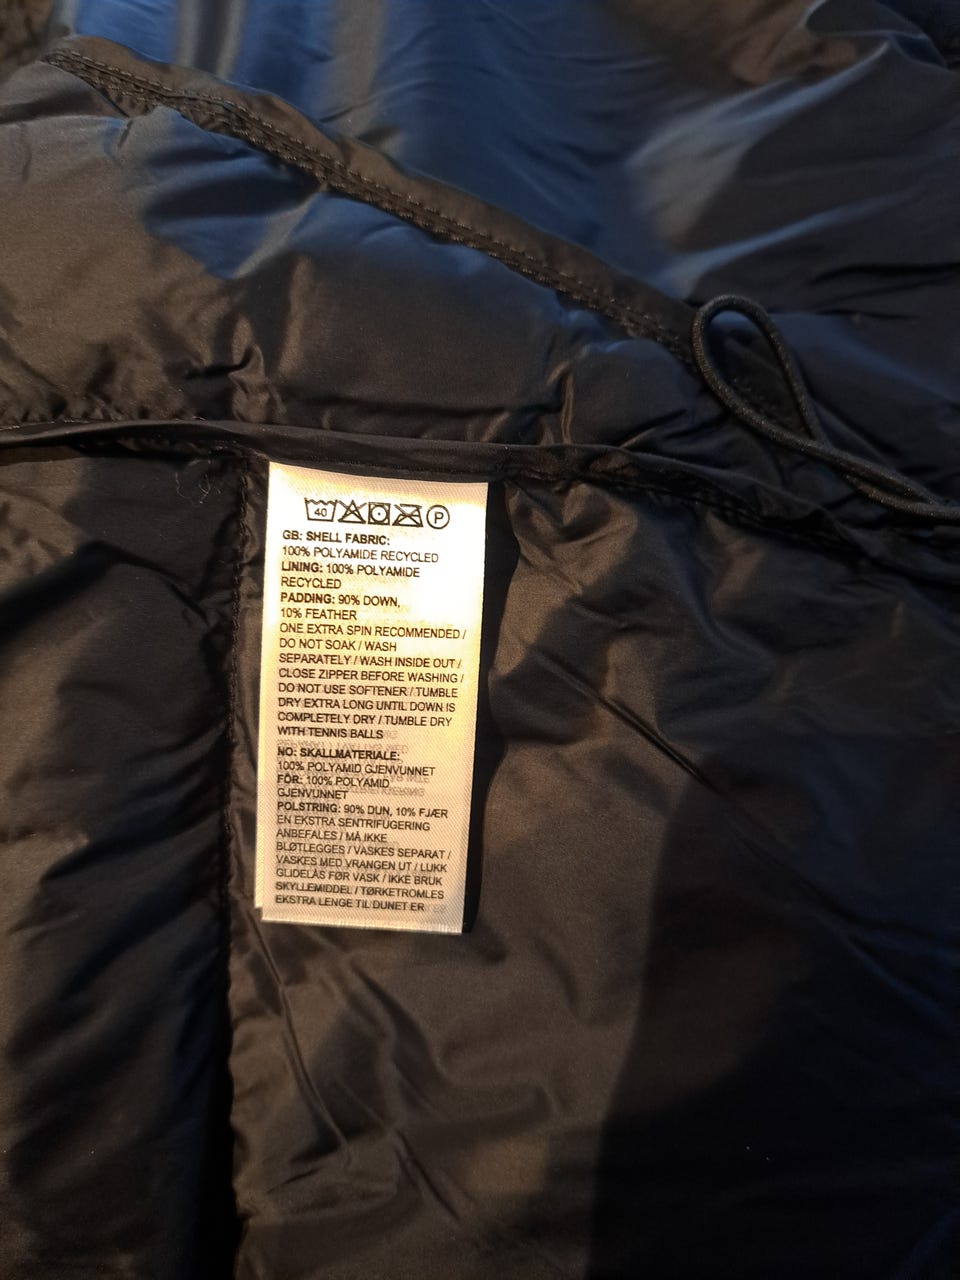 40 P
GB: SHELL FABRIC:
100% POLYAMIDE RECYCLED
LINING: 100% POLYAMIDE
RECYCLED
PADDING: 90% DOWN,
10% FEATHER
ONE EXTRA SPIN RECOMMENDED /
DO NOT SOAK / WASH
SEPARATELY / WASH INSIDE OUT /
CLOSE ZIPPER BEFORE WASHING /
DO NOT USE SOFTENER / TUMBLE
DRY EXTRA LONG UNTIL DOWN IS
COMPLETELY DRY / TUMBLE DRY
WITH TENNIS BALLS
NO: SKALLMATERIALE:
100% POLYAMID GJENVUNNET
FÔR: 100% POLYAMID
GJENVUNNET
POLSTRING: 90% DUN, 10% FJÆR
EN EKSTRA SENTRIFUGERING
ANBEFALES / MÅ IKKE
BLØTLEGGES / VASKES SEPARAT /
VASKES MED VRANGEN UT / LUKK
GLIDELÅS FØR VASK / IKKE BRUK
SKYLLEMIDDEL / TØRKETROMLES
EKSTRA LENGE TIL DUNET ER